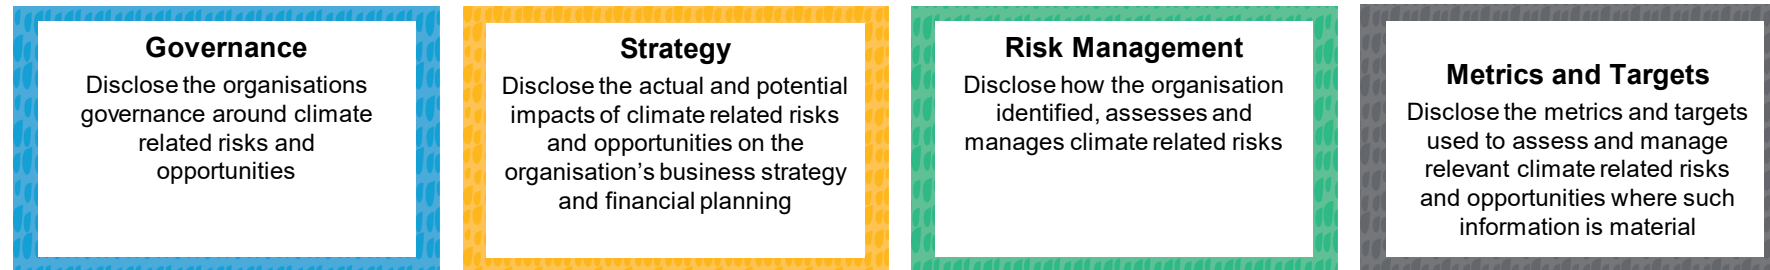 Governance
Disclose the organisations
governance around climate
related risks and
opportunities
Strategy
Disclose the actual and potential
impacts of climate related risks
and opportunities on the
organisation’s business strategy
and financial planning
Risk Management
Disclose how the organisation
identified, assesses and
manages climate related risks
Metrics and Targets
Disclose the metrics and targets
used to assess and manage
relevant climate related risks
and opportunities where such
information is material